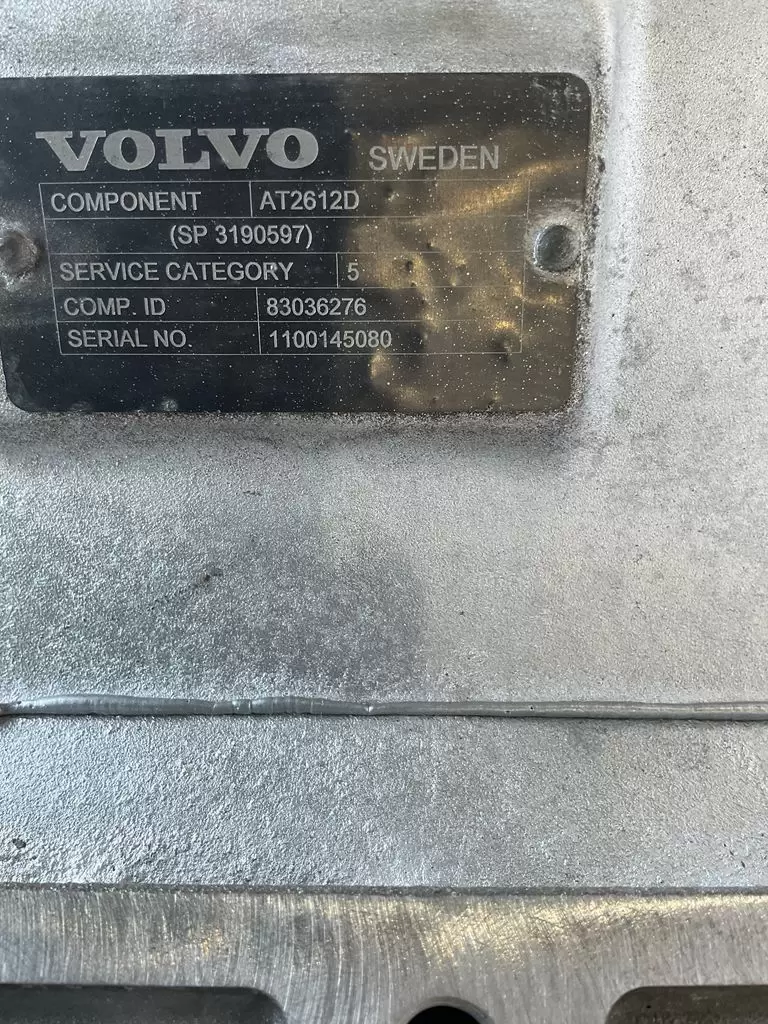 VOLVO SWEDEN
COMPONENT AT2612D
(SP 3190597)
SERVICE CATEGORY 5
COMP. ID 83036276
SERIAL NO. 1100145080